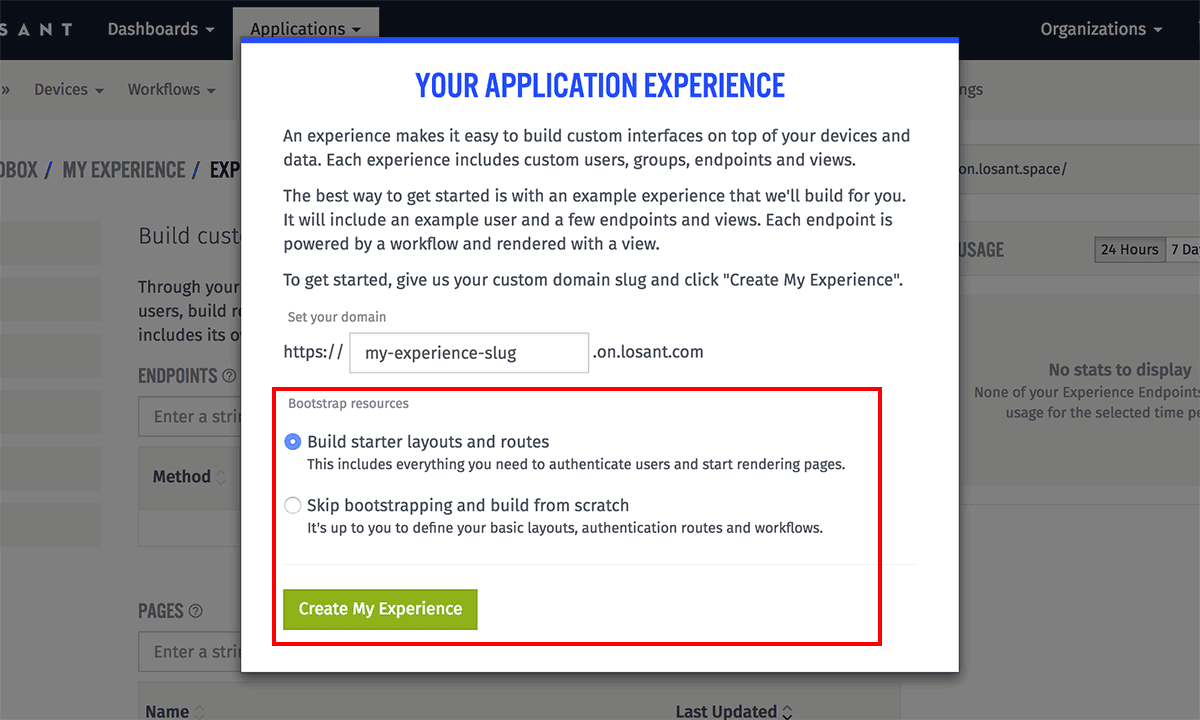 SANT Dashboards Applications Organizations
» Devices Workflows ngs
YOUR APPLICATION EXPERIENCE
An experience makes it easy to build custom interfaces on top of your devices and
data. Each experience includes custom users, groups, endpoints and views.
DBOX / MY EXPERIENCE / EXP
on.losant.space/
The best way to get started is with an example experience that we'll build for you.
It will include an example user and a few endpoints and views. Each endpoint is
powered by a workflow and rendered with a view.
Build cust
USAGE 24 Hours 7 Da
To get started, give us your custom domain slug and click "Create My Experience".
Through your
users, build r
includes its o
Set your domain
https:// my-experience-slug .on.losant.com
ENDPOINTS ?
No stats to display
None of your Experience Endpoints
usage for the selected time pe
Enter a stri
Bootstrap resources
Build starter layouts and routes
This includes everything you need to authenticate users and start rendering pages.
Method
Skip bootstrapping and build from scratch
It's up to you to define your basic layouts, authentication routes and workflows.
Create My Experience
PAGES ?
Enter a stri
Name Last Updated